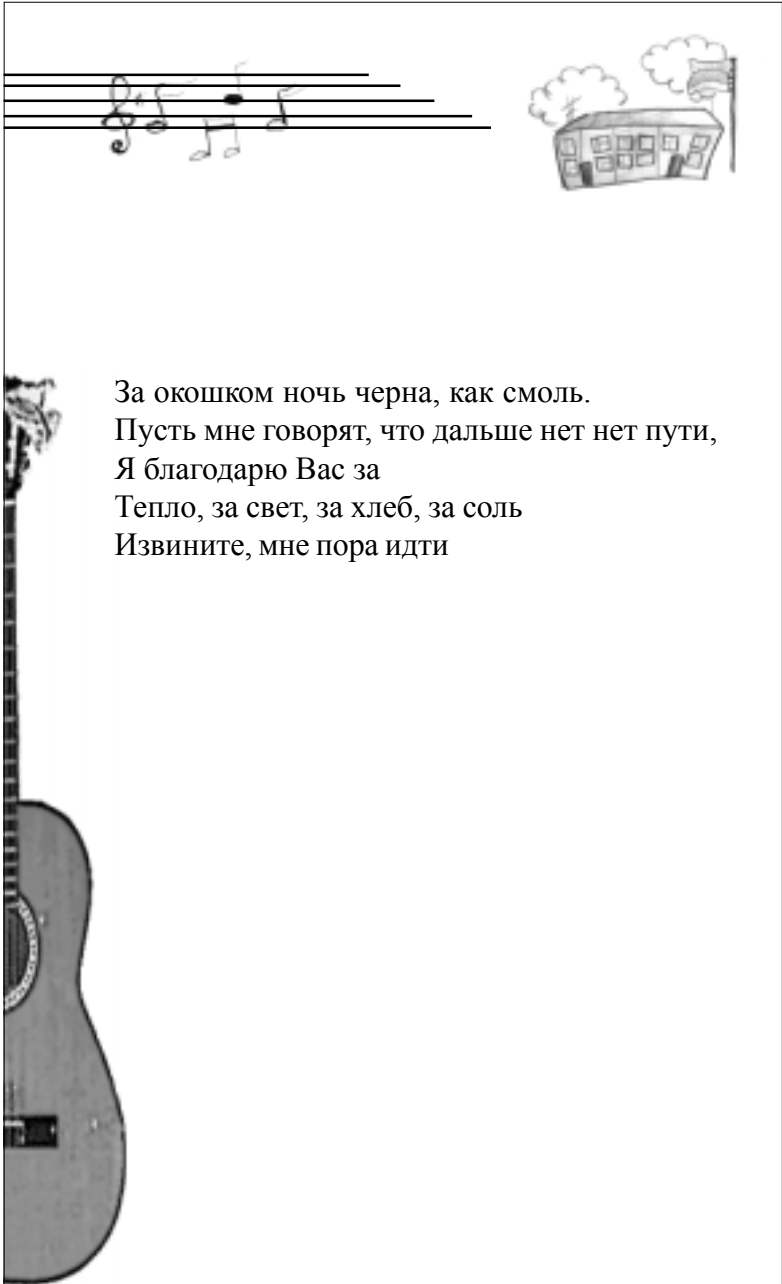 За окошком ночь черна, как смоль.
Пусть мне говорят, что дальше нет нет пути,
Я благодарю Вас за
Тепло, за свет, за хлеб, за соль
Извините, мне пора идти